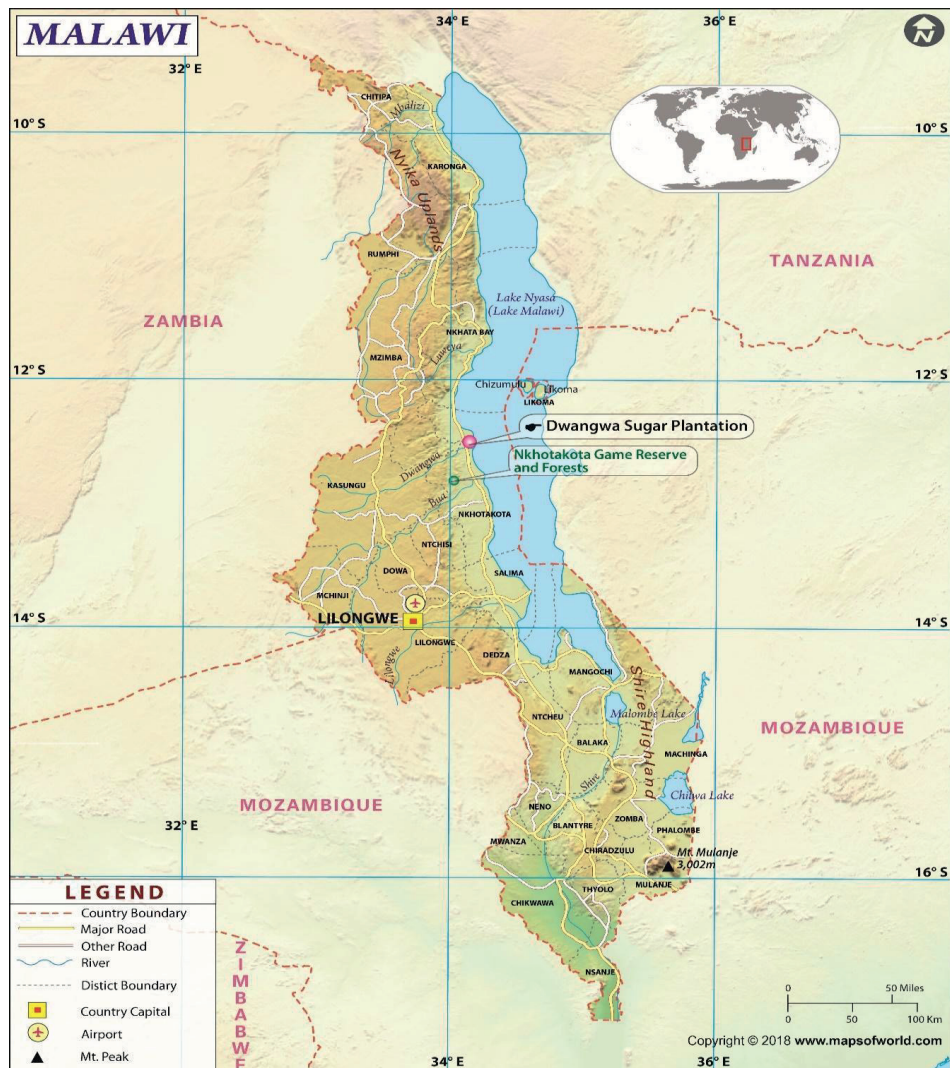 MALAWI
34° E
36° E
N
32° E
CHITIPA
Mbalizi
10° S
10° S
KARONGA
Nyika Uplands
RUMPHI
TANZANIA
Lake Nyasa
(Lake Malawi)
ZAMBIA
NKHATA BAY
Luweya
MZIMBA
12° S
12° S
Chizumulu
Likoma
LIKOMA
Dwangwa Sugar Plantation
Nkhotakota Game Reserve
and Forests
Dwangwa
KASUNGU
Bua
NKHOTAKOTA
NTCHISI
DOWA
SALIMA
MCHINJI
14° S
LILONGWE
14° S
LILONGWE
DEDZA
Lilongwe
MANGOCHI
Shire Highland
NTCHEU
Malombe Lake
MOZAMBIQUE
BALAKA
MACHINGA
Shire
Chilwa Lake
MOZAMBIQUE
NENO
32° E
BLANTYRE
ZOMBA
PHALOMBE
MWANZA
CHIRADZULU
Mt. Mulanje
3,002m
16° S
THYOLO
MULANJE
CHIKWAWA
NSANJE
LEGEND
Country Boundary
Major Road
Other Road
River
Distict Boundary
Country Capital
Airport
Mt. Peak
ZIMBABWE
0 50 Miles
0 50 100 Km
Copyright © 2018 www.mapsofworld.com
34° E
36° E